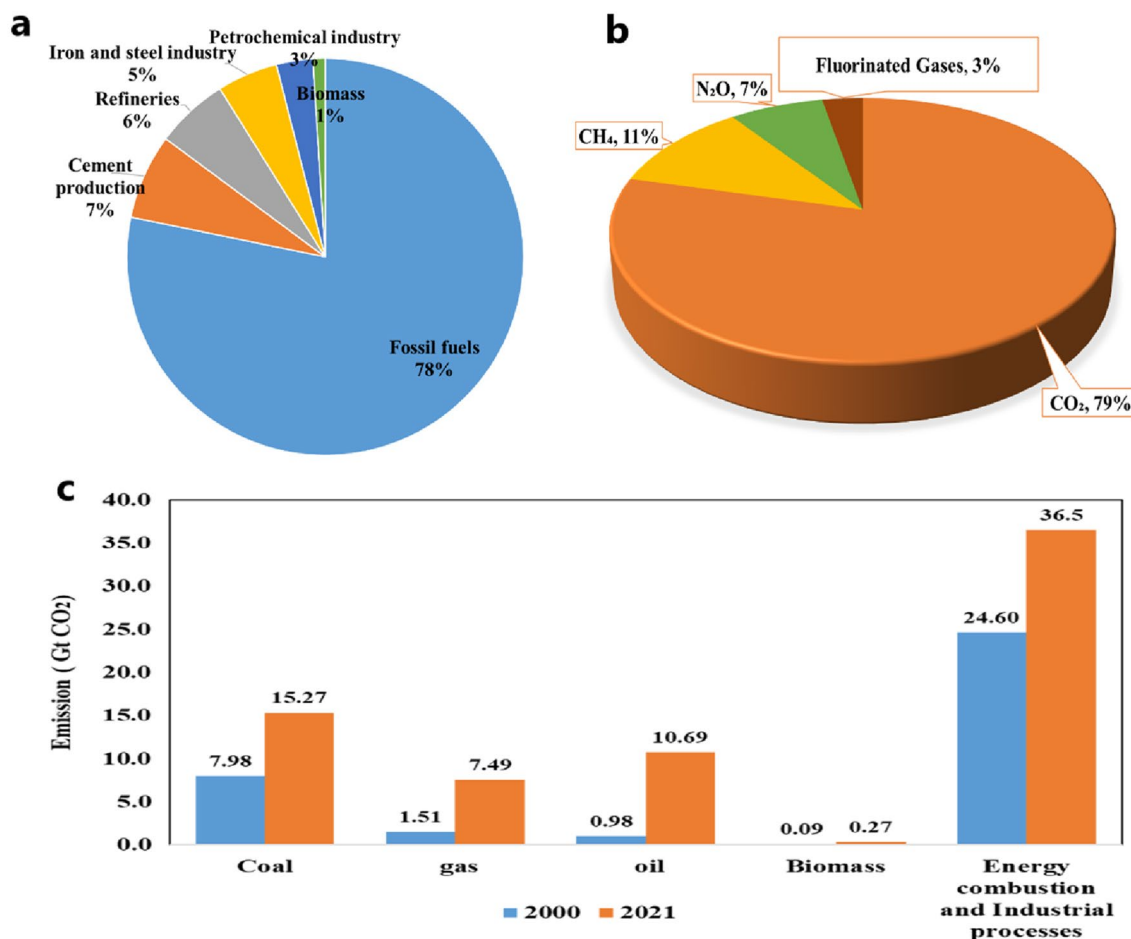 a
Petrochemical industry
3%
Iron and steel industry
5%
Refineries
6%
Biomass
1%
Cement
production
7%
Fossil fuels
78%
b
Fluorinated Gases, 3%
N₂O, 7%
CH₄, 11%
CO₂, 79%
c
Emission ( Gt CO₂)
40.0
35.0
30.0
25.0
20.0
15.0
10.0
5.0
0.0
7.98
15.27
1.51
7.49
0.98
10.69
0.09
0.27
24.60
36.5
Coal
gas
oil
Biomass
Energy
combustion
and Industrial
processes
2000
2021